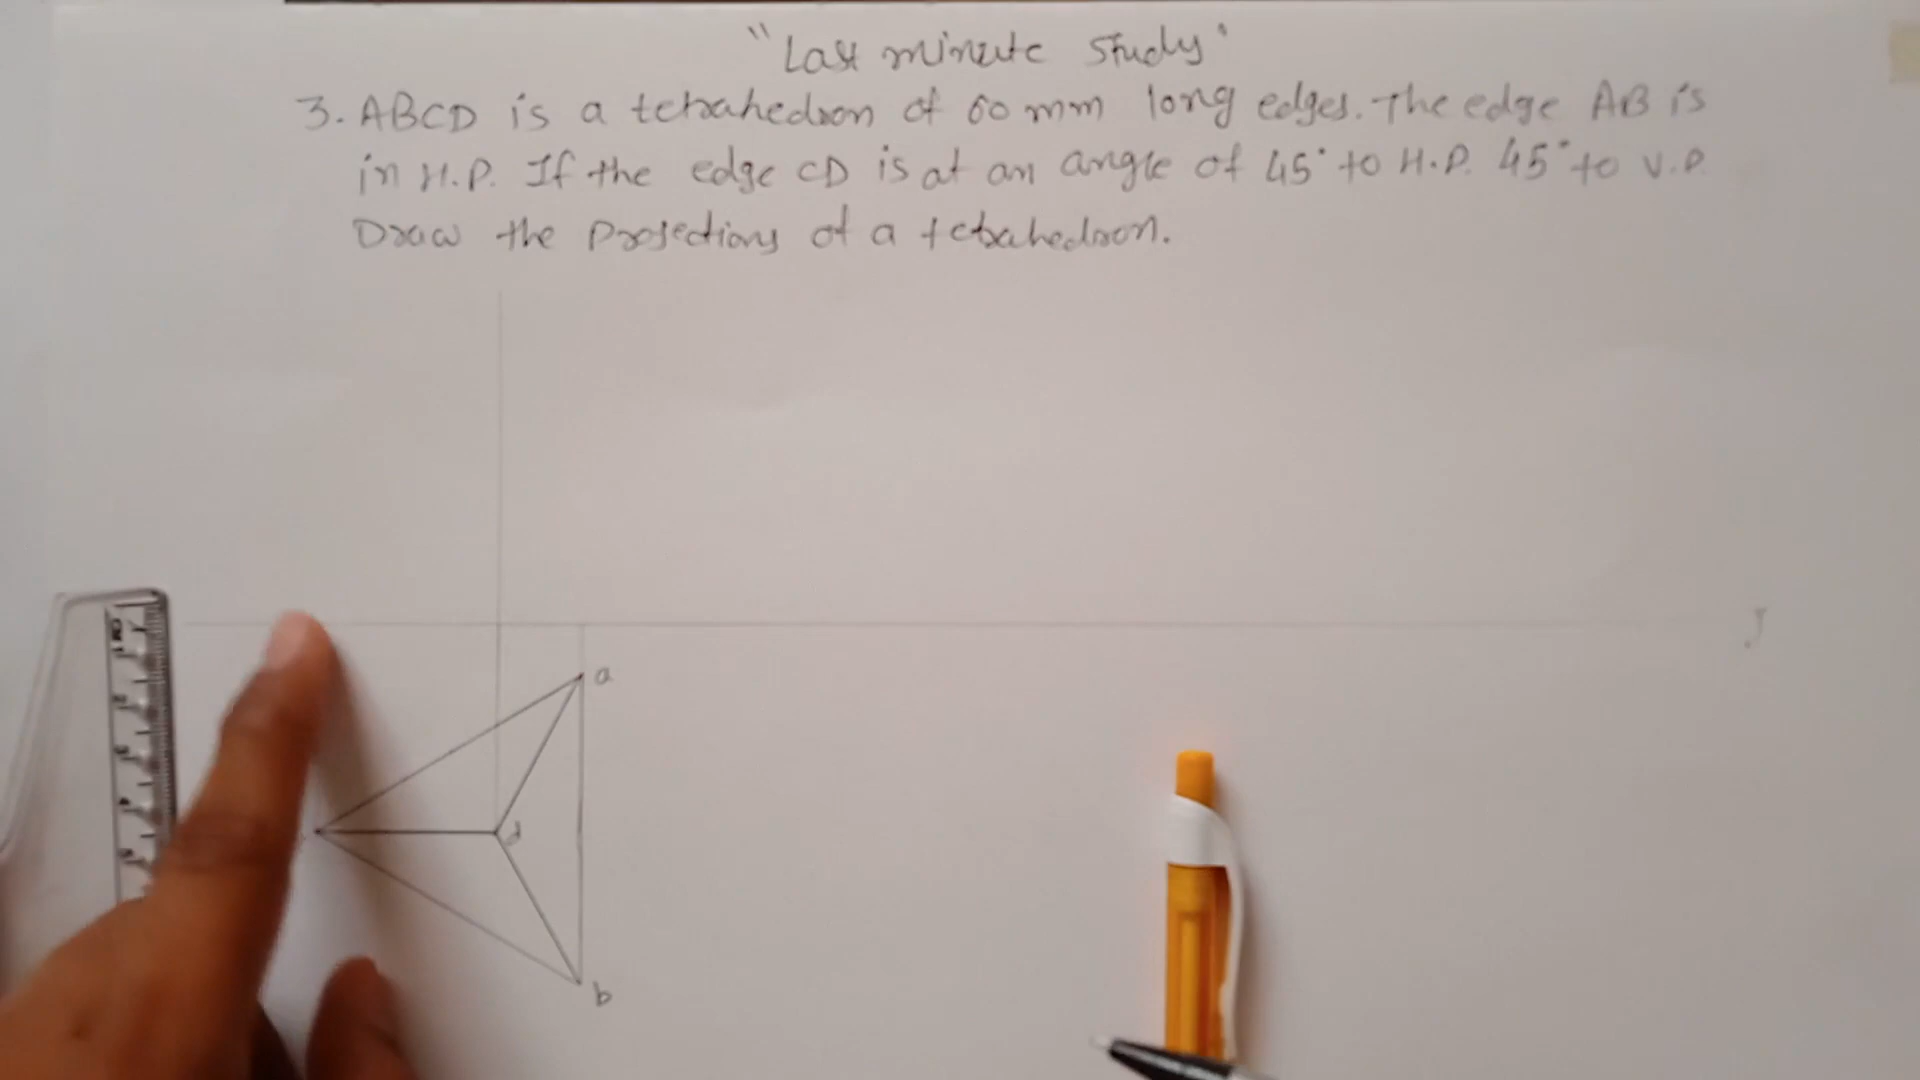 "Last minute study"
3. ABCD is a tetrahedron of 60 mm long edges. The edge AB is
in H.P. If the edge CD is at an angle of 45° to H.P. 45° to V.P.
Draw the Projections of a tetrahedron.
y
a
d
b